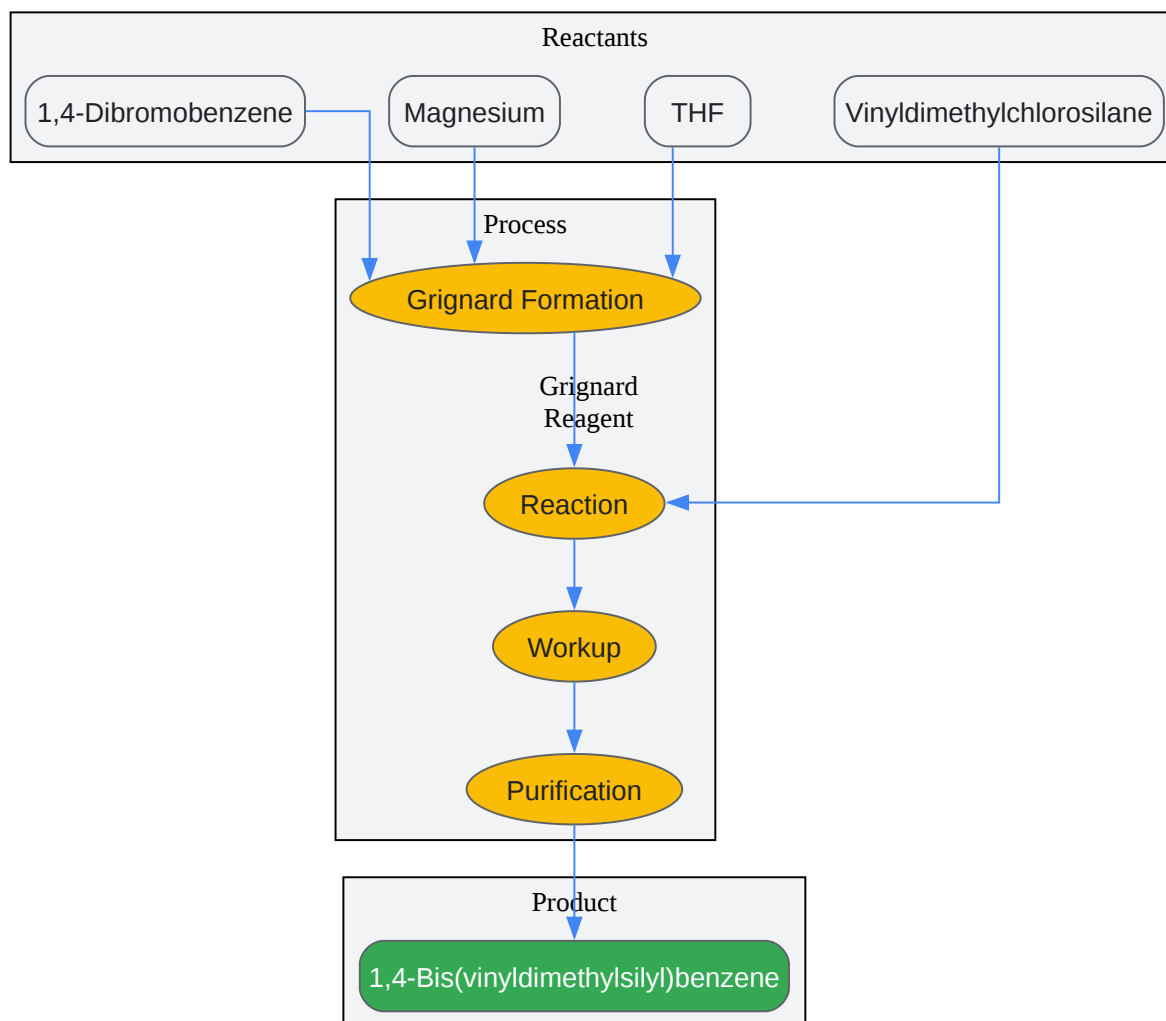 Reactants
1,4-Dibromobenzene
Magnesium
THF
Vinyldimethylchlorosilane
Process
Grignard Formation
Grignard
Reagent
Reaction
Workup
Purification
Product
1,4-Bis(vinyldimethylsilyl)benzene